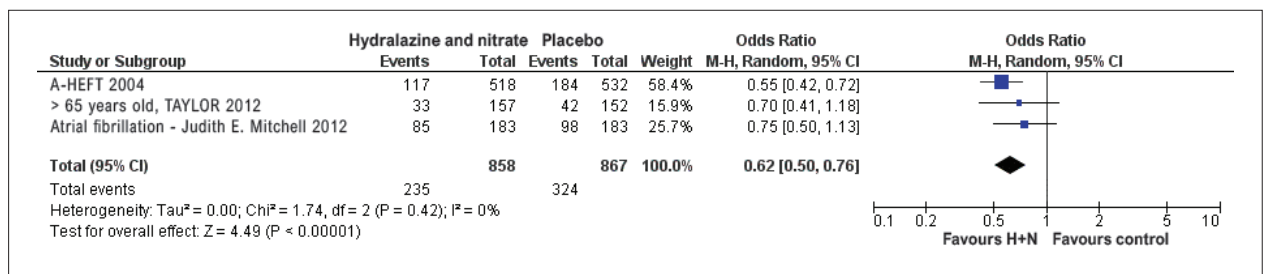 Hydralazine and nitrate Placebo Odds Ratio Odds Ratio
Study or Subgroup Events Total Events Total Weight M-H, Random, 95% CI M-H, Random, 95% CI
A-HEFT 2004 117 518 184 532 58.4% 0.55 [0.42, 0.72]
> 65 years old, TAYLOR 2012 33 157 42 152 15.9% 0.70 [0.41, 1.18]
Atrial fibrillation - Judith E. Mitchell 2012 85 183 98 183 25.7% 0.75 [0.50, 1.13]
Total (95% CI) 858 867 100.0% 0.62 [0.50, 0.76]
Total events 235 324
Heterogeneity: Tau² = 0.00; Chi² = 1.74, df = 2 (P = 0.42); I² = 0%
Test for overall effect: Z = 4.49 (P < 0.00001)
0.1 0.2 0.5 1 2 5 10
Favours H+N Favours control